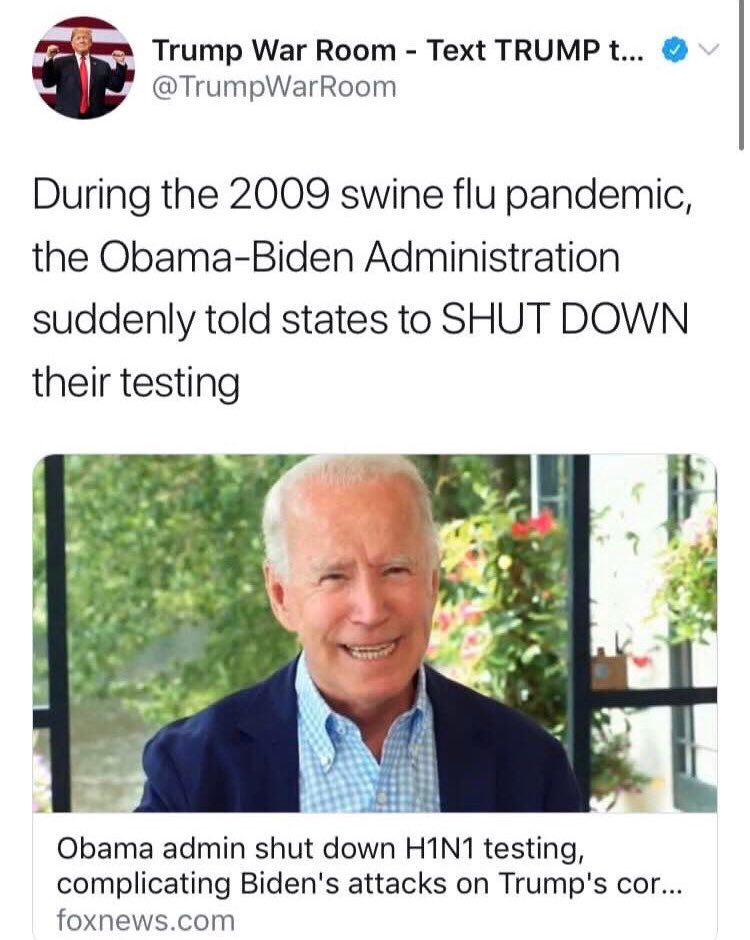 Trump War Room - Text TRUMP t...
@TrumpWarRoom
During the 2009 swine flu pandemic,
the Obama-Biden Administration
suddenly told states to SHUT DOWN
their testing
Obama admin shut down H1N1 testing,
complicating Biden's attacks on Trump's cor...
foxnews.com